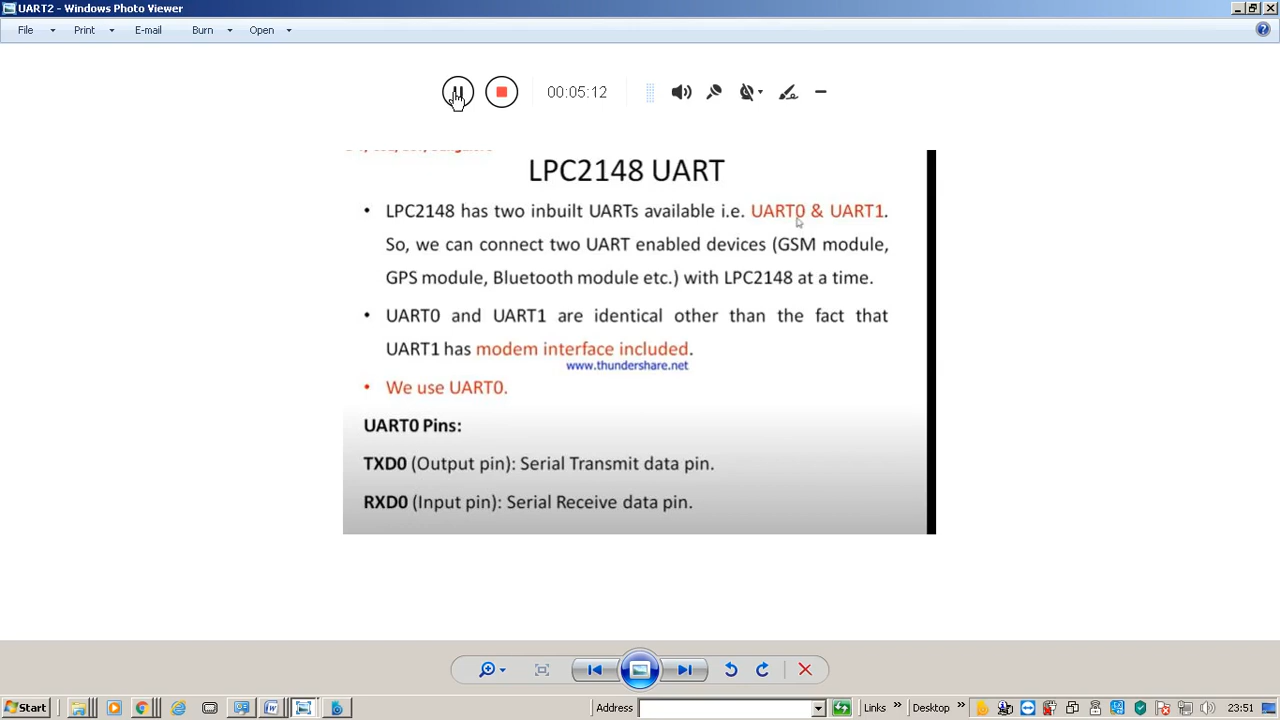 UART2 - Windows Photo Viewer
File Print E-mail Burn Open
00:05:12
LPC2148 UART
• LPC2148 has two inbuilt UARTs available i.e. UART0 & UART1.
So, we can connect two UART enabled devices (GSM module,
GPS module, Bluetooth module etc.) with LPC2148 at a time.
• UART0 and UART1 are identical other than the fact that
UART1 has modem interface included.
www.thundershare.net
• We use UART0.
UART0 Pins:
TXD0 (Output pin): Serial Transmit data pin.
RXD0 (Input pin): Serial Receive data pin.
Start Address Links » Desktop » 23:51